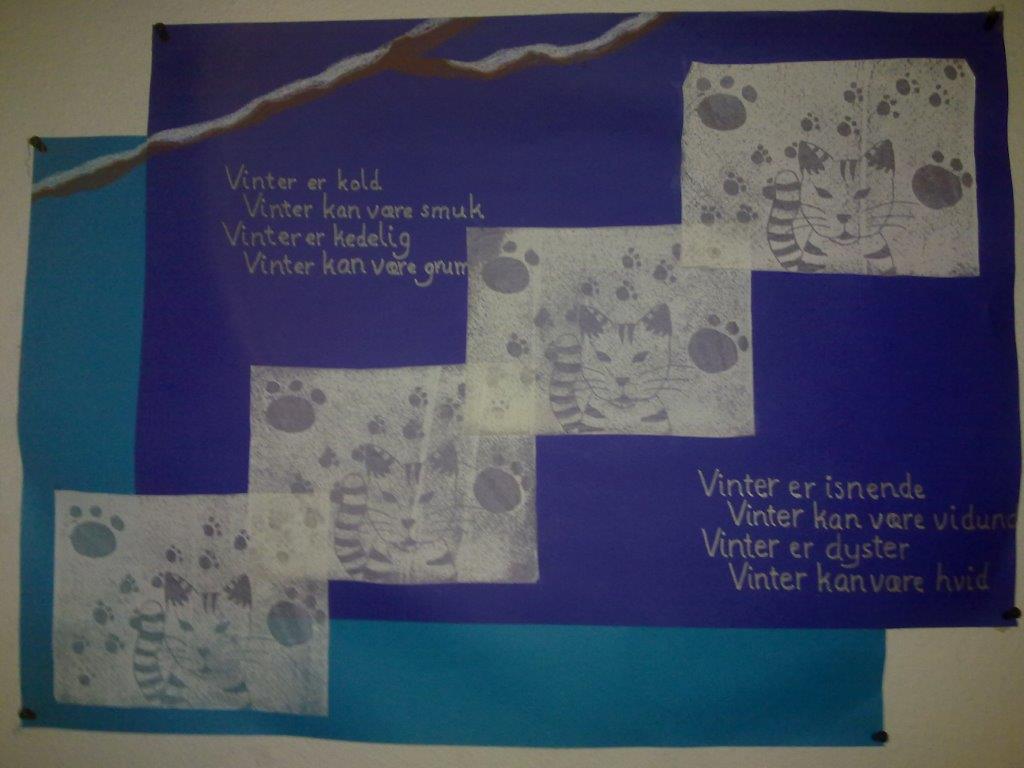 Vinter er kold
Vinter kan være smuk
Vinter er kedelig
Vinter kan være grum
Vinter er isnende
Vinter kan være vidund
Vinter er dyster
Vinter kan være hvid